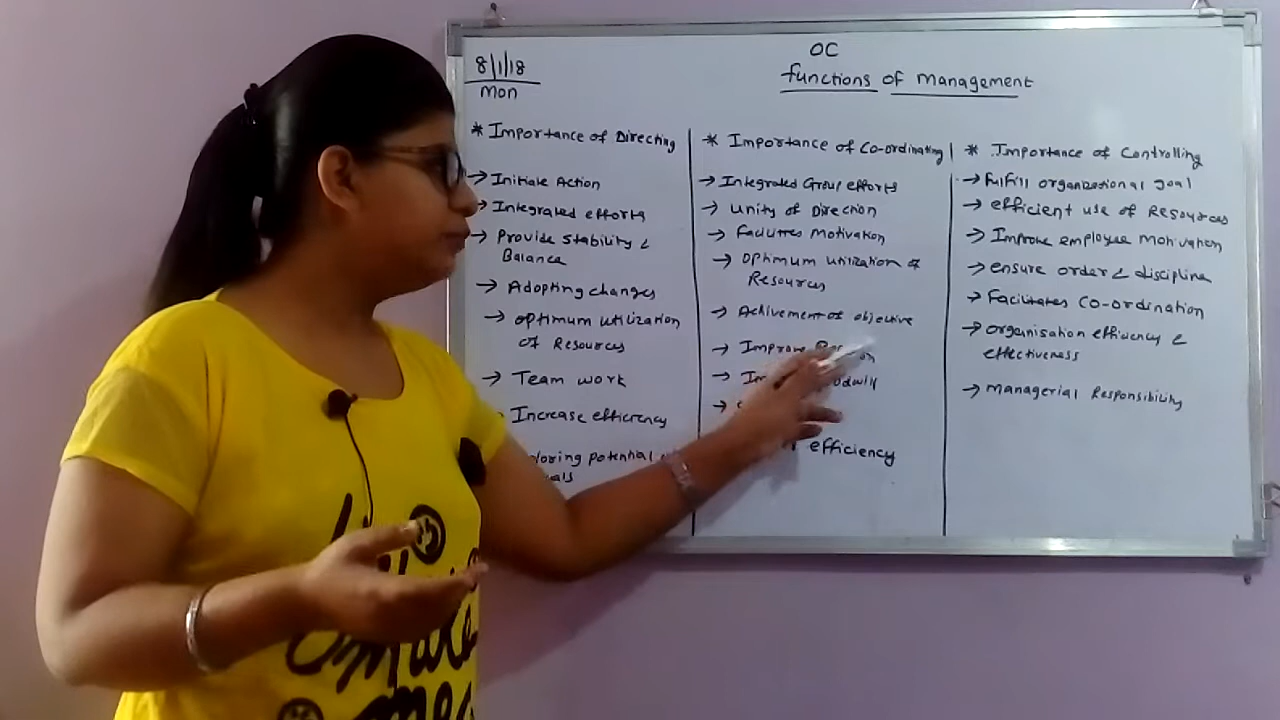 8/1/18
Mon
OC
functions of Management
* Importance of Directing
→ Initiate Action
→ Integrated efforts
→ Provide stability &
Balance
→ Adopting changes
→ optimum utilization
of Resources
→ Team work
Increase efficiency
potential
* Importance of Co-ordinating
→ Integrated Group efforts
→ Unity of Direction
→ Facilities Motivation
→ Optimum utilization of
Resources
→ Achivement of objective
→ Improve
→
→
efficiency
* Importance of Controlling
→ Fulfill organizational goal
→ efficient use of Resources
→ Improve employee motivation
→ ensure order & discipline
→ Facilitates Co-ordination
→ Organisation efficiency &
effectiveness
→ Managerial Responsibility